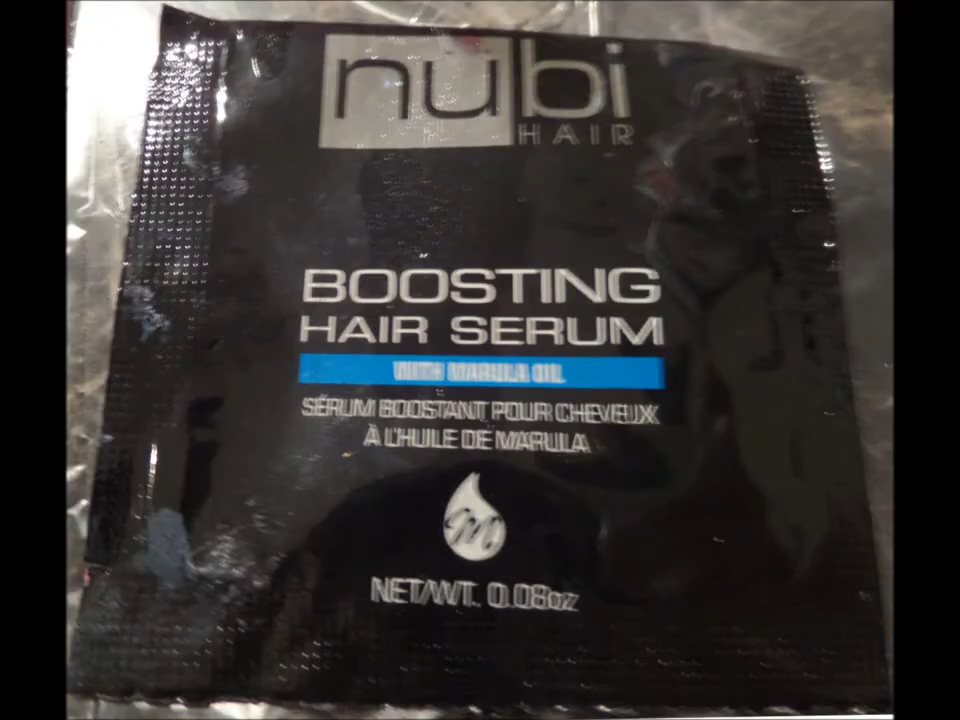 nubi
HAIR
BOOSTING
HAIR SERUM
WITH MARULA OIL
SÉRUM BOOSTANT POUR CHEVEUX
À L'HUILE DE MARULA
M
NET/WT. 0.08oz